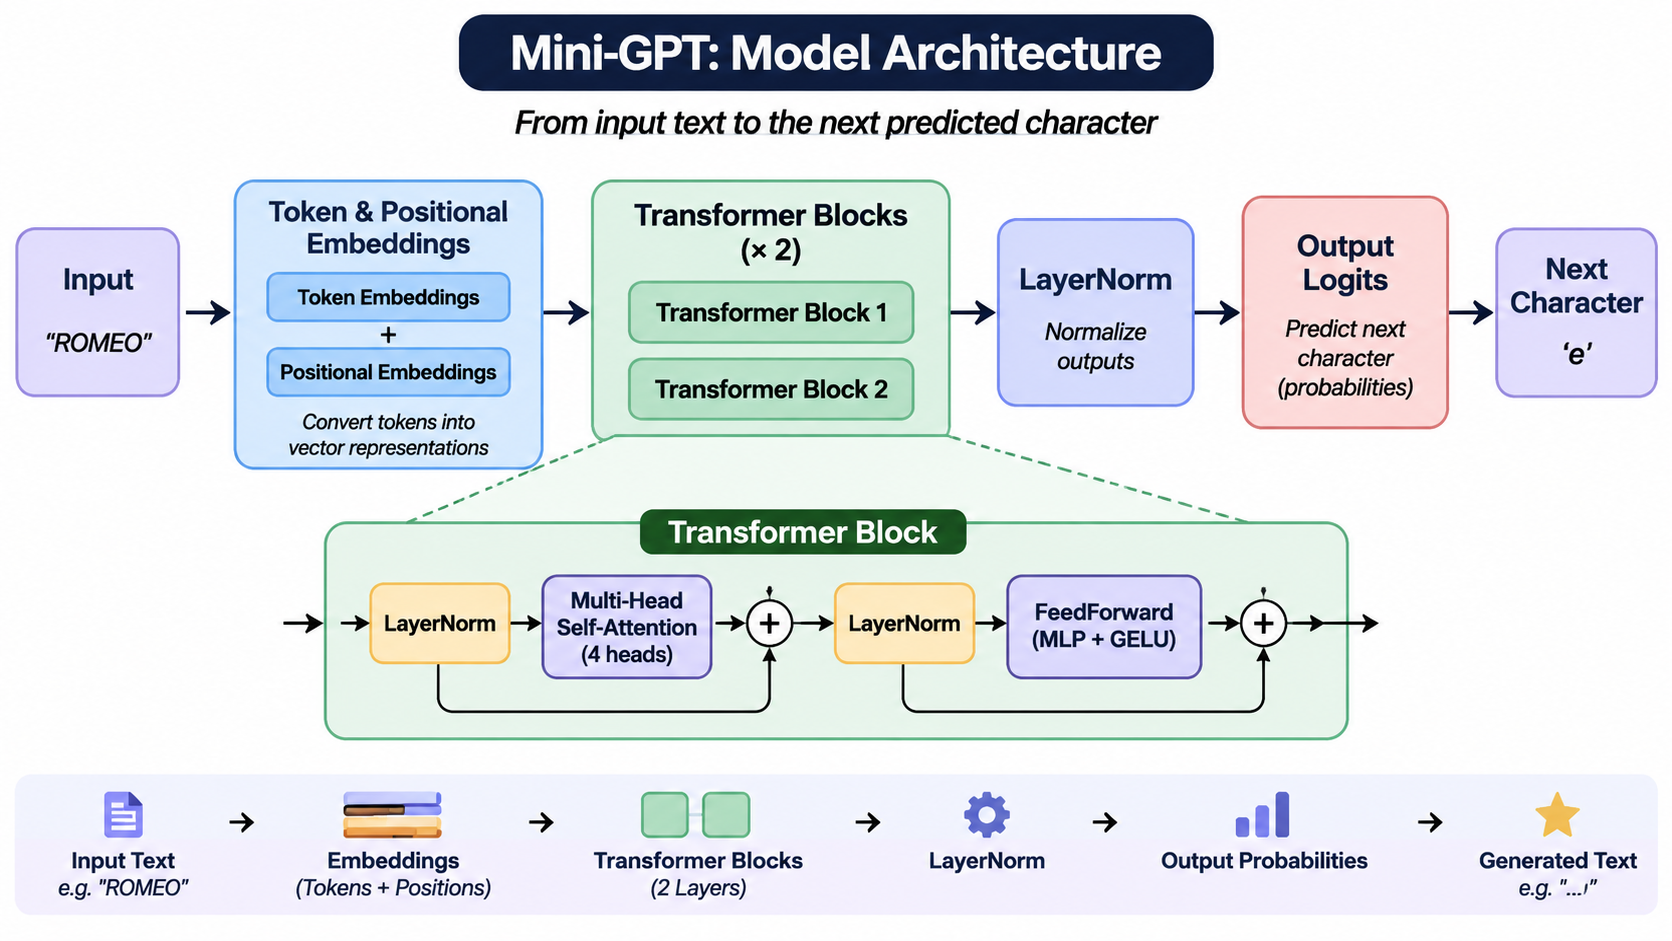 Mini-GPT: Model Architecture
From input text to the next predicted character
Input
“ROMEO”
Token & Positional
Embeddings
Token Embeddings
+
Positional Embeddings
Convert tokens into
vector representations
Transformer Blocks
(× 2)
Transformer Block 1
Transformer Block 2
LayerNorm
Normalize
outputs
Output
Logits
Predict next
character
(probabilities)
Next
Character
‘e’
Transformer Block
LayerNorm
Multi-Head
Self-Attention
(4 heads)
+
LayerNorm
FeedForward
(MLP + GELU)
+
Input Text
e.g. "ROMEO"
Embeddings
(Tokens + Positions)
Transformer Blocks
(2 Layers)
LayerNorm
Output Probabilities
Generated Text
e.g.